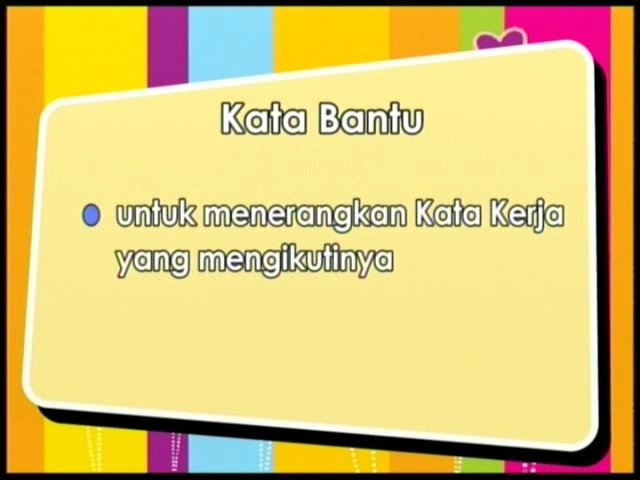 Kata Bantu
untuk menerangkan Kata Kerja
yang mengikutinya